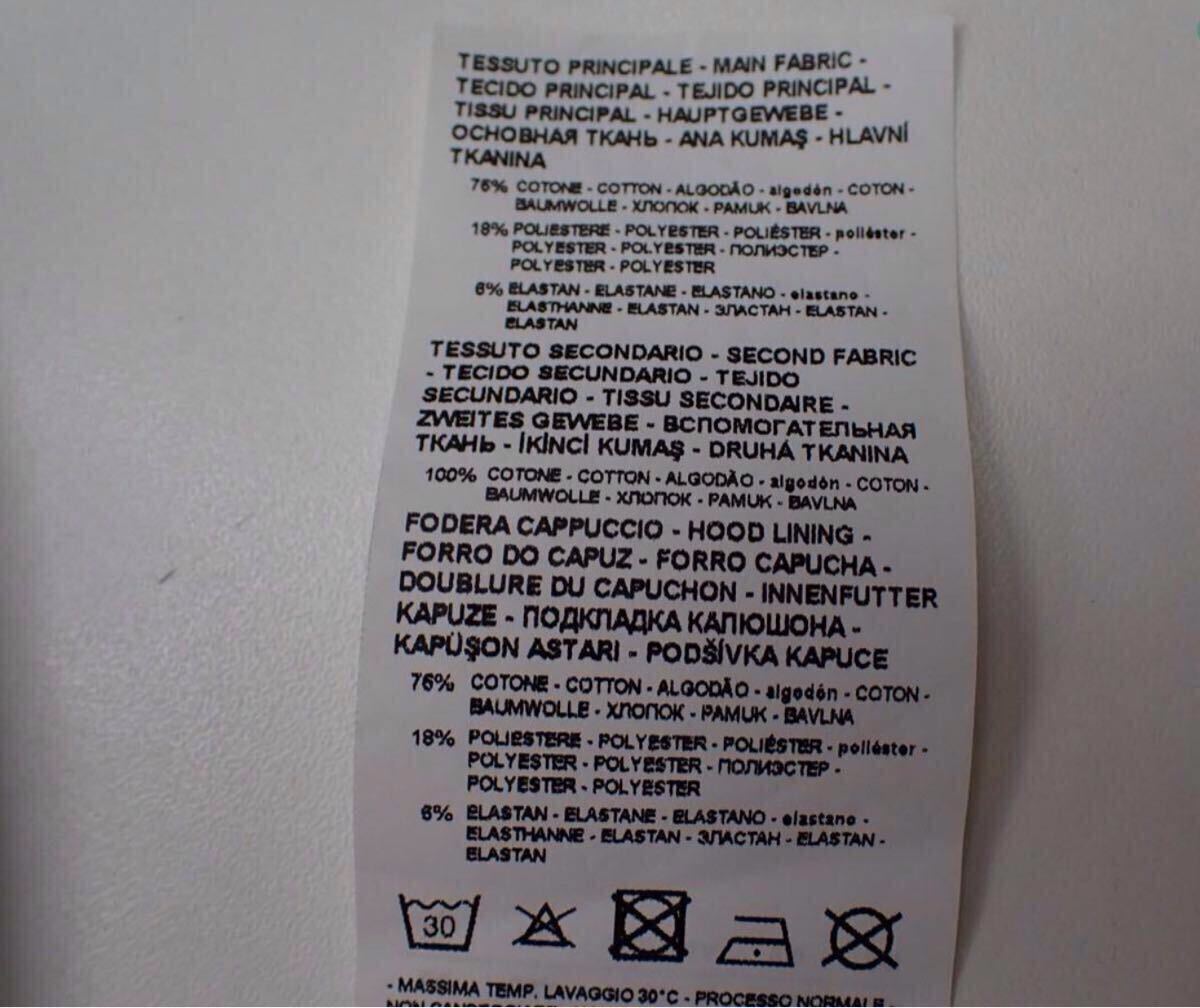 TESSUTO PRINCIPALE - MAIN FABRIC -
TECIDO PRINCIPAL - TEJIDO PRINCIPAL -
TISSU PRINCIPAL - HAUPTGEWEBE -
ОСНОВНАЯ ТКАНЬ - ANA KUMAŞ - HLAVNÍ
TKANINA
76% COTONE - COTTON - ALGODÃO - algodón - COTON -
BAUMWOLLE - ХЛОПОК - PAMUK - BAVLNA
18% POLIESTERE - POLYESTER - POLIÉSTER - poliéster -
POLYESTER - POLYESTER - ПОЛИЭСТЕР -
POLYESTER - POLYESTER
6% ELASTAN - ELASTANE - ELASTANO - elastano -
ELASTHANNE - ELASTAN - ЭЛАСТАН - ELASTAN -
ELASTAN
TESSUTO SECONDARIO - SECOND FABRIC
- TECIDO SECUNDARIO - TEJIDO
SECUNDARIO - TISSU SECONDAIRE -
ZWEITES GEWEBE - ВСПОМОГАТЕЛЬНАЯ
ТКАНЬ - İKİNCİ KUMAŞ - DRUHÁ TKANINA
100% COTONE - COTTON - ALGODÃO - algodón - COTON -
BAUMWOLLE - ХЛОПОК - PAMUK - BAVLNA
FODERA CAPPUCCIO - HOOD LINING -
FORRO DO CAPUZ - FORRO CAPUCHA -
DOUBLURE DU CAPUCHON - INNENFUTTER
KAPUZE - ПОДКЛАДКА КАПЮШОНА -
KAPÜŞON ASTARI - PODŠÍVKA KAPUCE
76% COTONE - COTTON - ALGODÃO - algodón - COTON -
BAUMWOLLE - ХЛОПОК - PAMUK - BAVLNA
18% POLIESTERE - POLYESTER - POLIÉSTER - poliéster -
POLYESTER - POLYESTER - ПОЛИЭСТЕР -
POLYESTER - POLYESTER
6% ELASTAN - ELASTANE - ELASTANO - elastano -
ELASTHANNE - ELASTAN - ЭЛАСТАН - ELASTAN -
ELASTAN
30
- MASSIMA TEMP. LAVAGGIO 30°C - PROCESSO NORMALE -